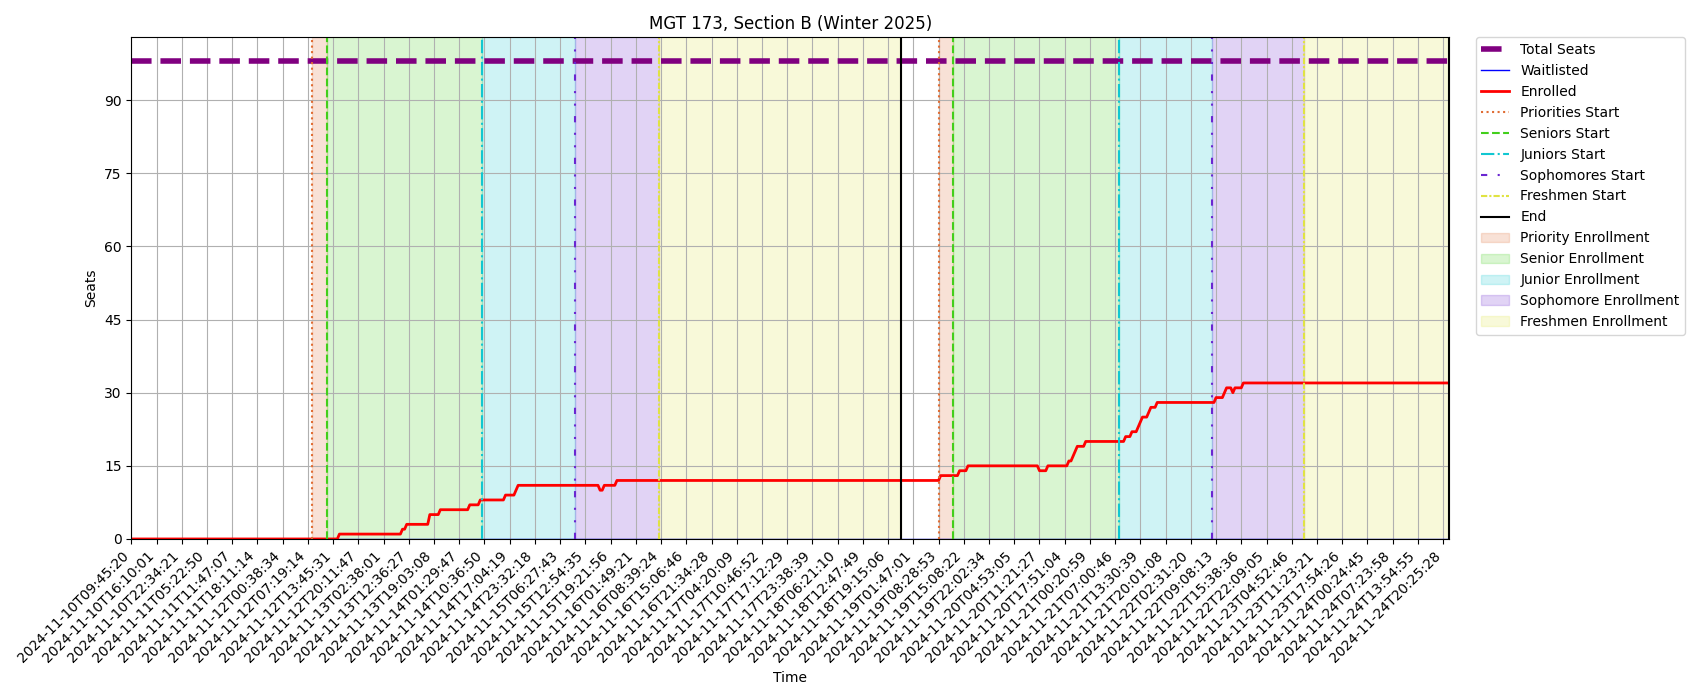 MGT 173, Section B (Winter 2025)
Seats
90
75
60
45
30
15
0
2024-11-10T09:45:20
2024-11-10T16:10:01
2024-11-10T22:34:21
2024-11-11T05:22:50
2024-11-11T11:47:07
2024-11-11T18:11:14
2024-11-12T00:38:34
2024-11-12T07:19:14
2024-11-12T13:45:31
2024-11-12T20:11:47
2024-11-13T02:38:01
2024-11-13T12:36:27
2024-11-13T19:03:08
2024-11-14T01:29:47
2024-11-14T10:36:50
2024-11-14T17:04:19
2024-11-14T23:32:18
2024-11-15T06:27:43
2024-11-15T12:54:35
2024-11-15T19:21:56
2024-11-16T01:49:21
2024-11-16T08:39:24
2024-11-16T15:06:46
2024-11-16T21:34:28
2024-11-17T04:20:09
2024-11-17T10:46:52
2024-11-17T17:12:29
2024-11-17T23:38:39
2024-11-18T06:21:10
2024-11-18T12:47:49
2024-11-18T19:15:06
2024-11-19T01:47:01
2024-11-19T08:28:53
2024-11-19T15:08:22
2024-11-19T22:02:34
2024-11-20T04:53:05
2024-11-20T11:21:27
2024-11-20T17:51:04
2024-11-21T00:20:59
2024-11-21T07:00:46
2024-11-21T13:30:39
2024-11-21T20:01:08
2024-11-22T02:31:20
2024-11-22T09:08:13
2024-11-22T15:38:36
2024-11-22T22:09:05
2024-11-23T04:52:46
2024-11-23T11:23:21
2024-11-23T17:54:26
2024-11-24T00:24:45
2024-11-24T07:23:58
2024-11-24T13:54:55
2024-11-24T20:25:28
Time
Total Seats
Waitlisted
Enrolled
Priorities Start
Seniors Start
Juniors Start
Sophomores Start
Freshmen Start
End
Priority Enrollment
Senior Enrollment
Junior Enrollment
Sophomore Enrollment
Freshmen Enrollment